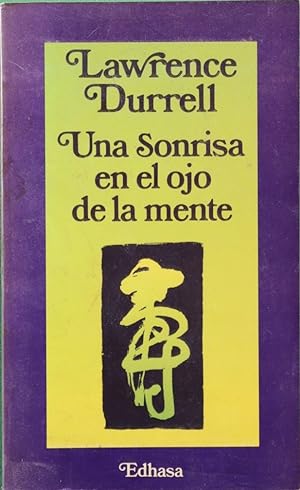 Lawrence
Durrell
Una Sonrisa
en el ojo
de la mente
Edhasa